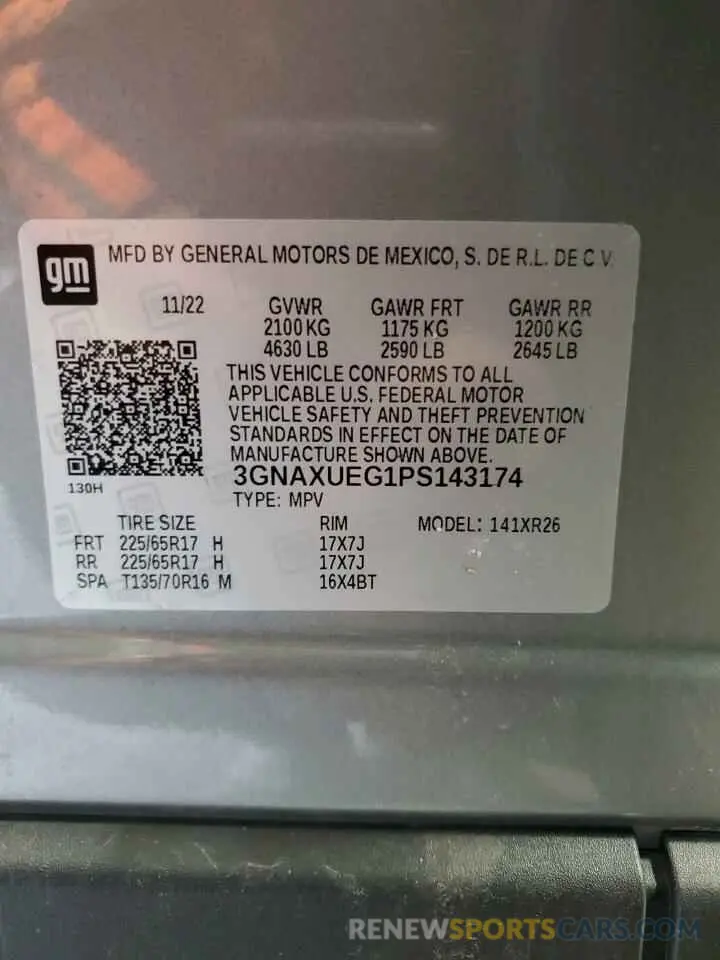 gm MFD BY GENERAL MOTORS DE MEXICO, S. DE R.L. DE C V.
11/22 GVWR GAWR FRT GAWR RR
2100 KG 1175 KG 1200 KG
4630 LB 2590 LB 2645 LB
THIS VEHICLE CONFORMS TO ALL
APPLICABLE U.S. FEDERAL MOTOR
VEHICLE SAFETY AND THEFT PREVENTION
STANDARDS IN EFFECT ON THE DATE OF
MANUFACTURE SHOWN ABOVE.
3GNAXUEG1PS143174
130H
TYPE: MPV
TIRE SIZE RIM MODEL: 141XR26
FRT 225/65R17 H 17X7J
RR 225/65R17 H 17X7J
SPA T135/70R16 M 16X4BT
RENEWSPORTSCARS.COM